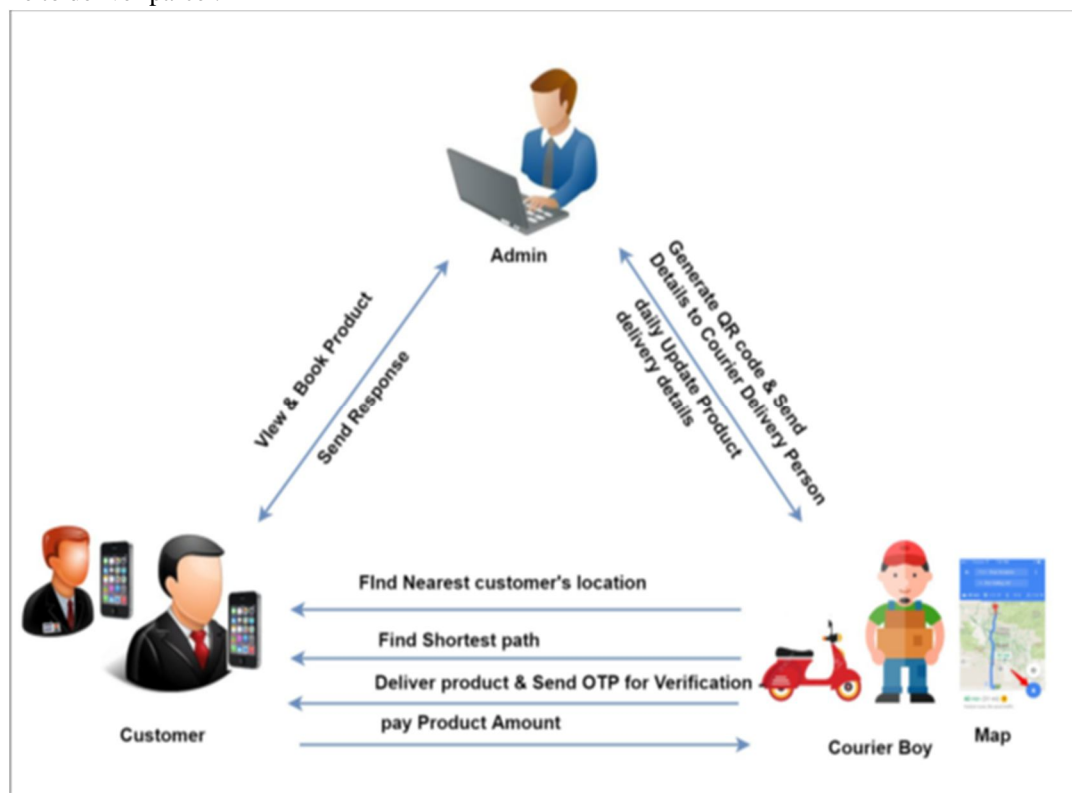 Admin
View & Book Product
Send Response
Generate QR code & Send
Details to Courier Delivery Person
daily Update Product
delivery details
FInd Nearest customer's location
Find Shortest path
Deliver product & Send OTP for Verification
pay Product Amount
Customer
Courier Boy
Map